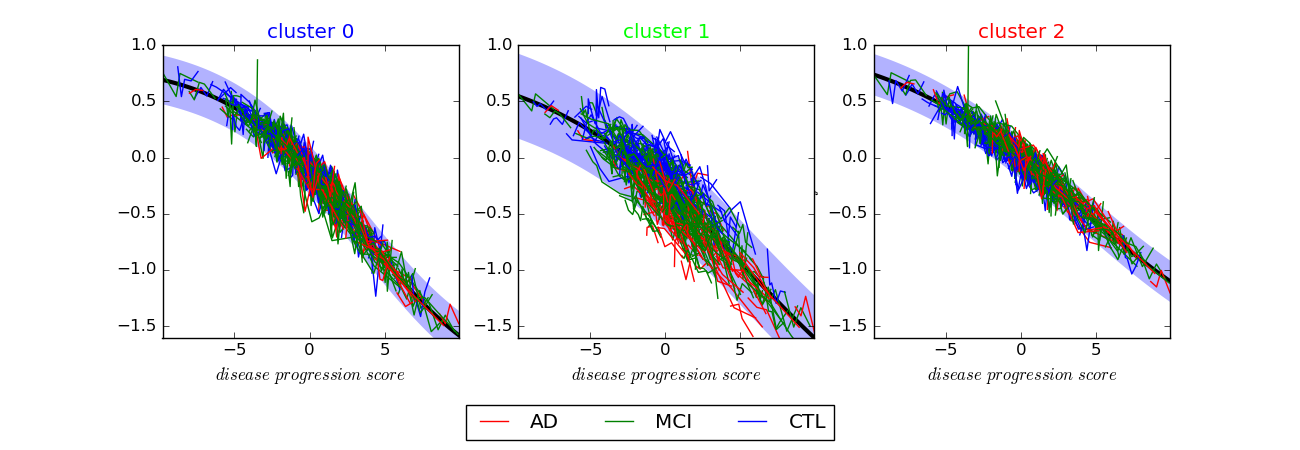 cluster 0 cluster 1 cluster 2
1.0 1.0 1.0
0.5 0.5 0.5
0.0 0.0 0.0
−0.5 −0.5 −0.5
−1.0 −1.0 −1.0
−1.5 −1.5 −1.5
−5 0 5 −5 0 5 −5 0 5
disease progression score disease progression score disease progression score
AD MCI CTL